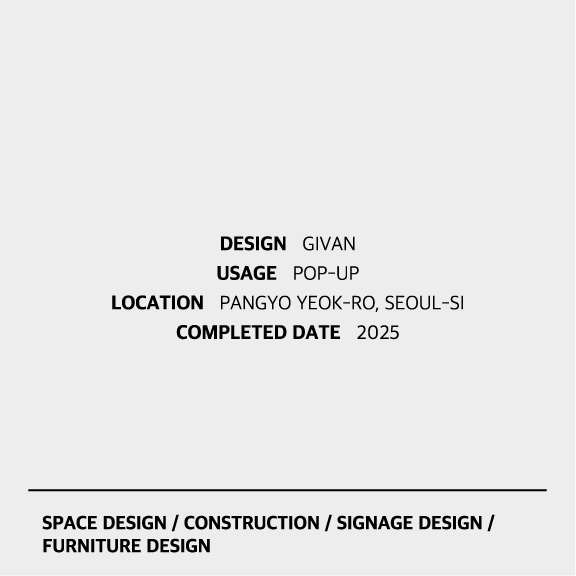 DESIGN GIVAN
USAGE POP-UP
LOCATION PANGYO YEOK-RO, SEOUL-SI
COMPLETED DATE 2025
SPACE DESIGN / CONSTRUCTION / SIGNAGE DESIGN /
FURNITURE DESIGN